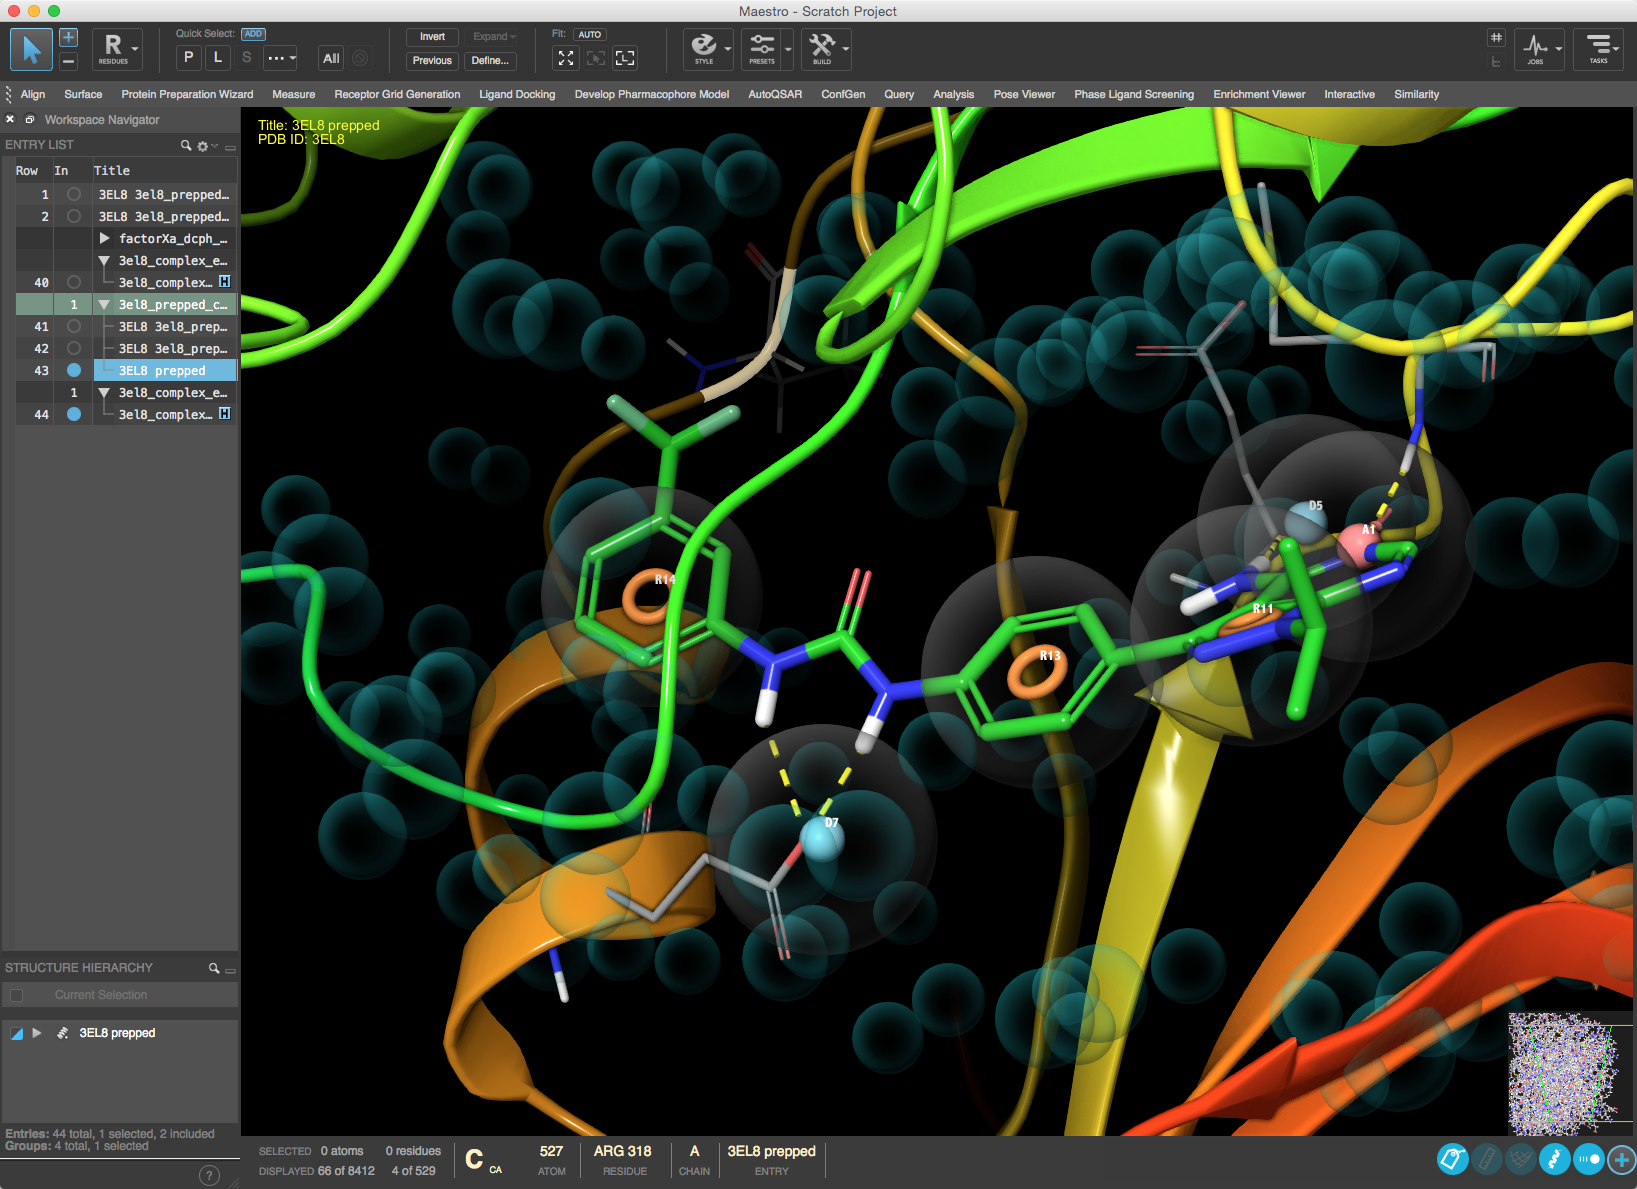 Maestro - Scratch Project
R
RESIDUES
Quick Select: ADD
P L S ... All
Invert Expand
Previous Define...
Fit: AUTO
STYLE PRESETS BUILD
JOBS TASKS
Align Surface Protein Preparation Wizard Measure Receptor Grid Generation Ligand Docking Develop Pharmacophore Model AutoQSAR ConfGen Query Analysis Pose Viewer Phase Ligand Screening Enrichment Viewer Interactive Similarity
Workspace Navigator
ENTRY LIST
Row In Title
1 3EL8 3el8_prepped...
2 3EL8 3el8_prepped...
factorXa_dcph_...
3el8_complex_e...
40 3el8_complex... H
1 3el8_prepped_c...
41 3EL8 3el8_prep...
42 3EL8 3el8_prep...
43 3EL8 prepped
1 3el8_complex_e...
44 3el8_complex... H
Title: 3EL8 prepped
PDB ID: 3EL8
D5
A1
R14
R11
R13
D7
STRUCTURE HIERARCHY
Current Selection
3EL8 prepped
Entries: 44 total, 1 selected, 2 included
Groups: 4 total, 1 selected
?
SELECTED 0 atoms 0 residues
DISPLAYED 66 of 8412 4 of 529
C CA
527
ATOM
ARG 318
RESIDUE
A
CHAIN
3EL8 prepped
ENTRY